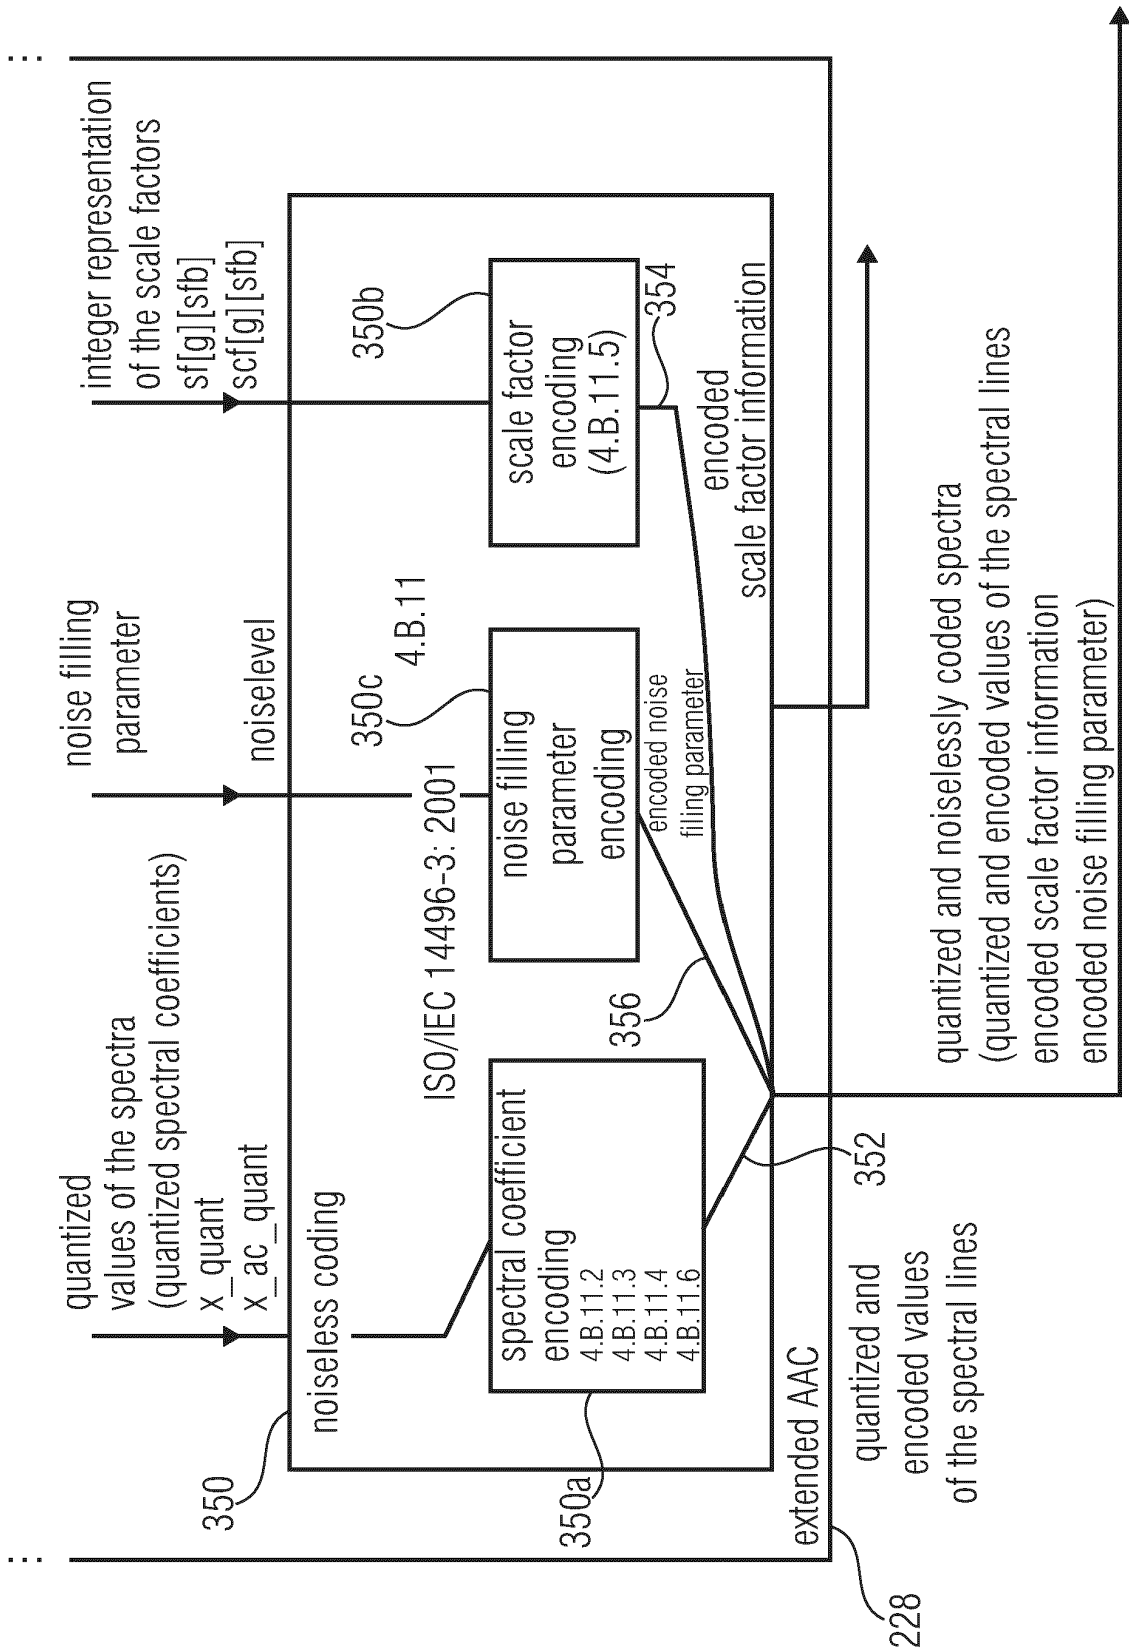 ...
...
quantized
values of the spectra
(quantized spectral coefficients)
x_quant
x_ac_quant
noise filling
parameter
noiselevel
integer representation
of the scale factors
sf[g][sfb]
scf[g][sfb]
350
noiseless coding
ISO/IEC 14496-3: 2001
4.B.11
350a
spectral coefficient
encoding
4.B.11.2
4.B.11.3
4.B.11.4
4.B.11.6
350c
noise filling
parameter
encoding
350b
scale factor
encoding
(4.B.11.5)
356
encoded noise
filling parameter
354
encoded
scale factor information
352
extended AAC
228
quantized and
encoded values
of the spectral lines
quantized and noiselessly coded spectra
(quantized and encoded values of the spectral lines
encoded scale factor information
encoded noise filling parameter)